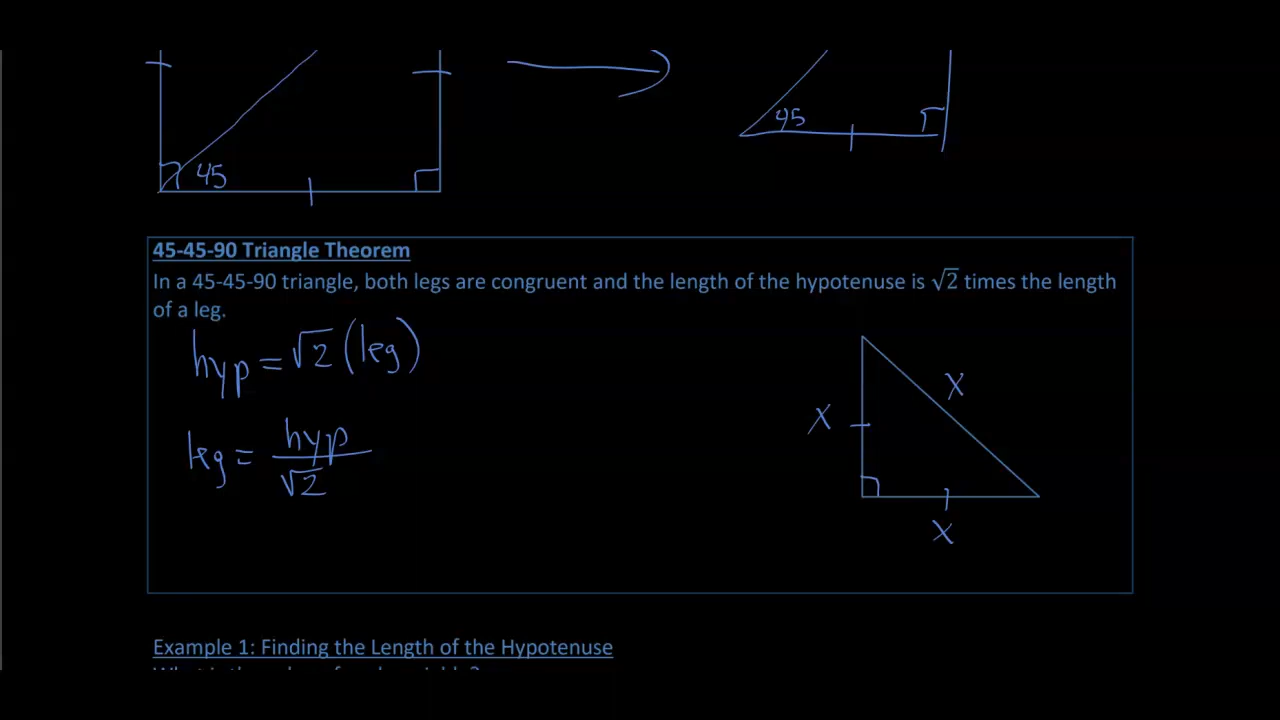 45
45
45-45-90 Triangle Theorem
In a 45-45-90 triangle, both legs are congruent and the length of the hypotenuse is √2 times the length
of a leg.
hyp = √2 (leg)
leg = hyp/√2
X
X
X
Example 1: Finding the Length of the Hypotenuse